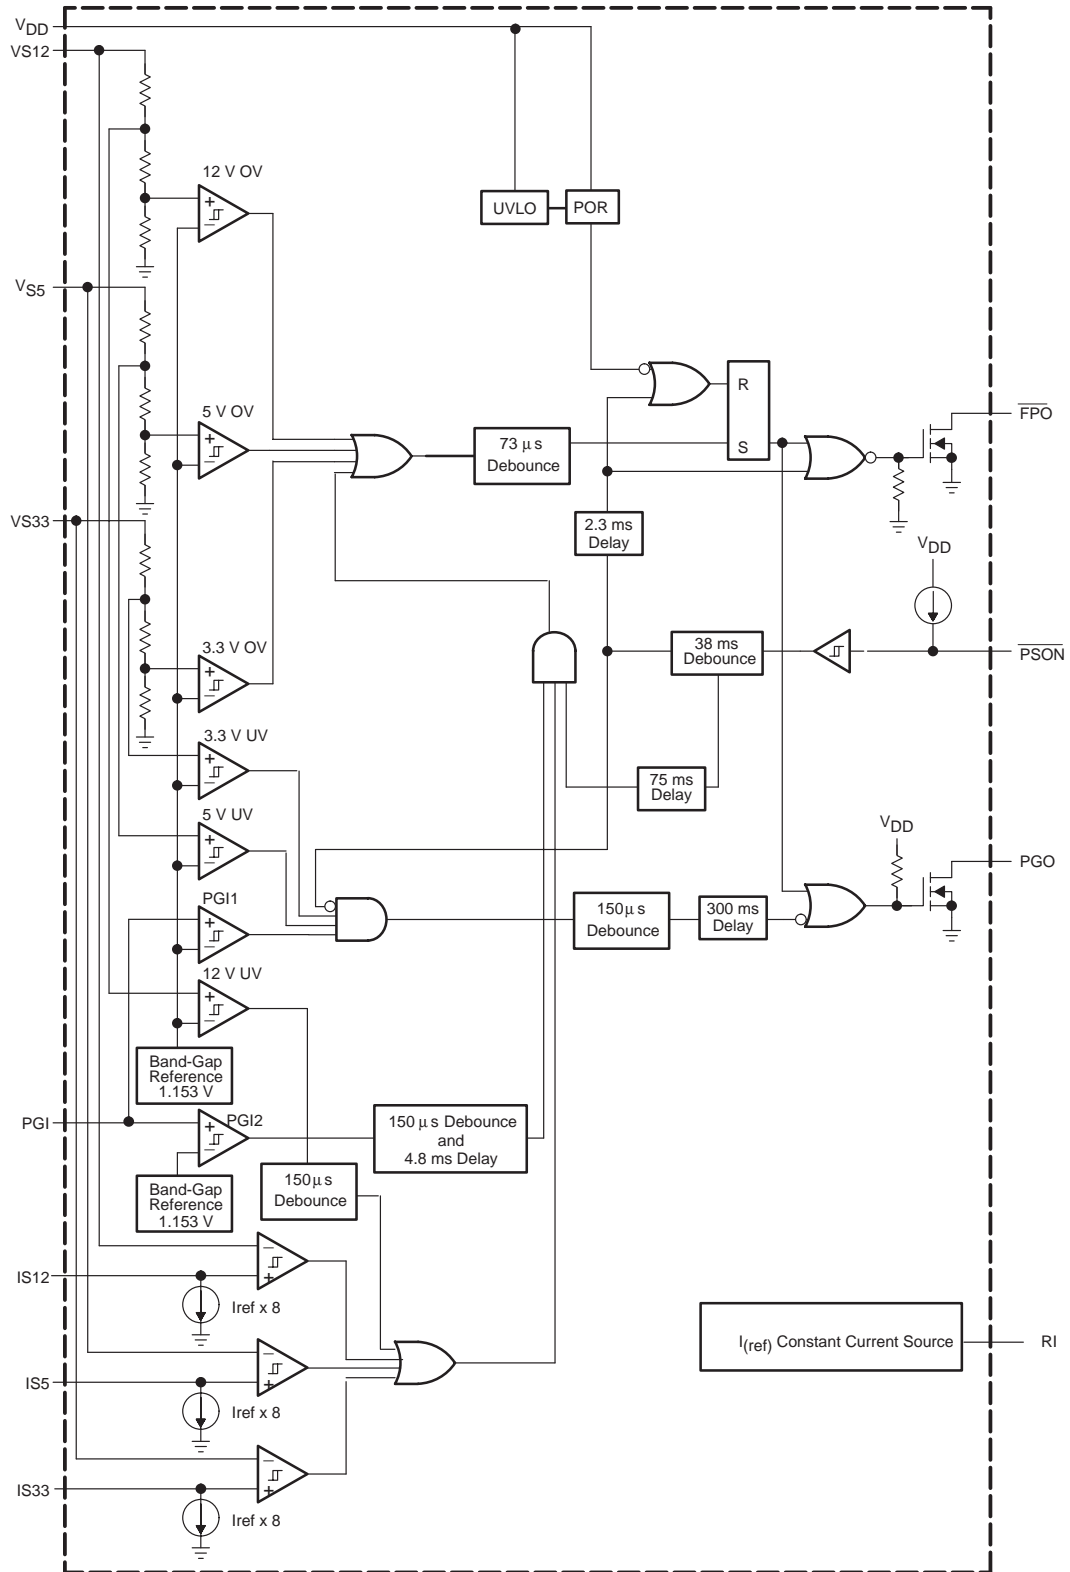 VDD
VS12
12 V OV
UVLO
POR
VS5
5 V OV
73 μs
Debounce
R
S
FPO
VS33
2.3 ms
Delay
VDD
3.3 V OV
38 ms
Debounce
PSON
3.3 V UV
75 ms
Delay
5 V UV
VDD
PGO
PGI1
150μs
Debounce
300 ms
Delay
12 V UV
Band-Gap
Reference
1.153 V
PGI
PGI2
150 μs Debounce
and
4.8 ms Delay
Band-Gap
Reference
1.153 V
150μs
Debounce
IS12
Iref x 8
I(ref) Constant Current Source
RI
IS5
Iref x 8
IS33
Iref x 8